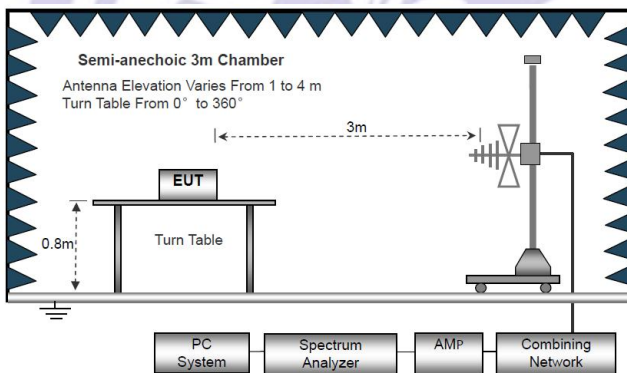 Semi-anechoic 3m Chamber
Antenna Elevation Varies From 1 to 4 m
Turn Table From 0° to 360°
3m
EUT
0.8m
Turn Table
PC
System
Spectrum
Analyzer
AMP
Combining
Network